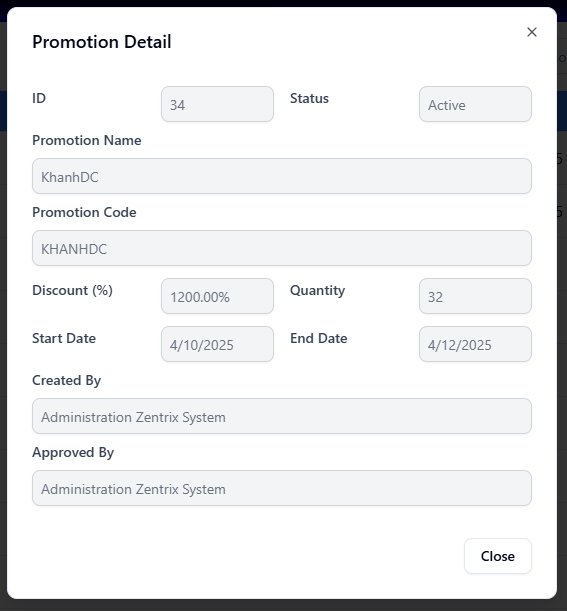 Promotion Detail
ID 34 Status Active
Promotion Name
KhanhDC
Promotion Code
KHANHDC
Discount (%) 1200.00% Quantity 32
Start Date 4/10/2025 End Date 4/12/2025
Created By
Administration Zentrix System
Approved By
Administration Zentrix System
Close